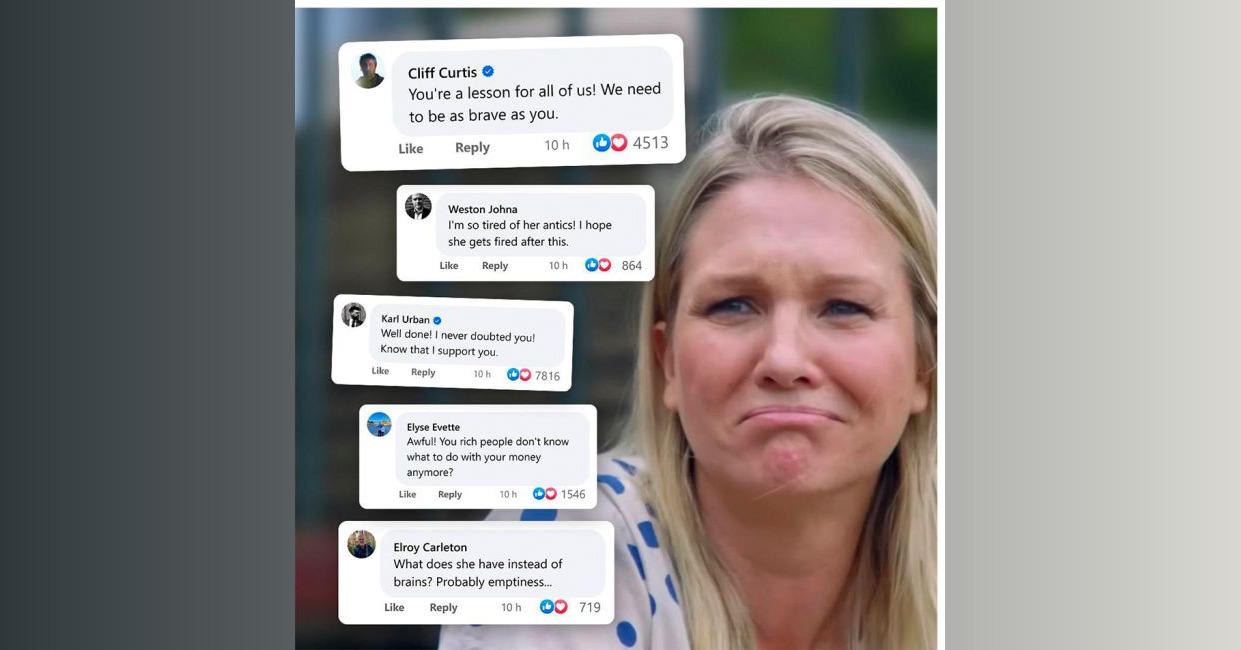 Cliff Curtis
You're a lesson for all of us! We need
to be as brave as you.
Like Reply 10 h 4513
Weston Johna
I'm so tired of her antics! I hope
she gets fired after this.
Like Reply 10 h 864
Karl Urban
Well done! I never doubted you!
Know that I support you.
Like Reply 10 h 7816
Elyse Evette
Awful! You rich people don't know
what to do with your money
anymore?
Like Reply 10 h 1546
Elroy Carleton
What does she have instead of
brains? Probably emptiness...
Like Reply 10 h 719